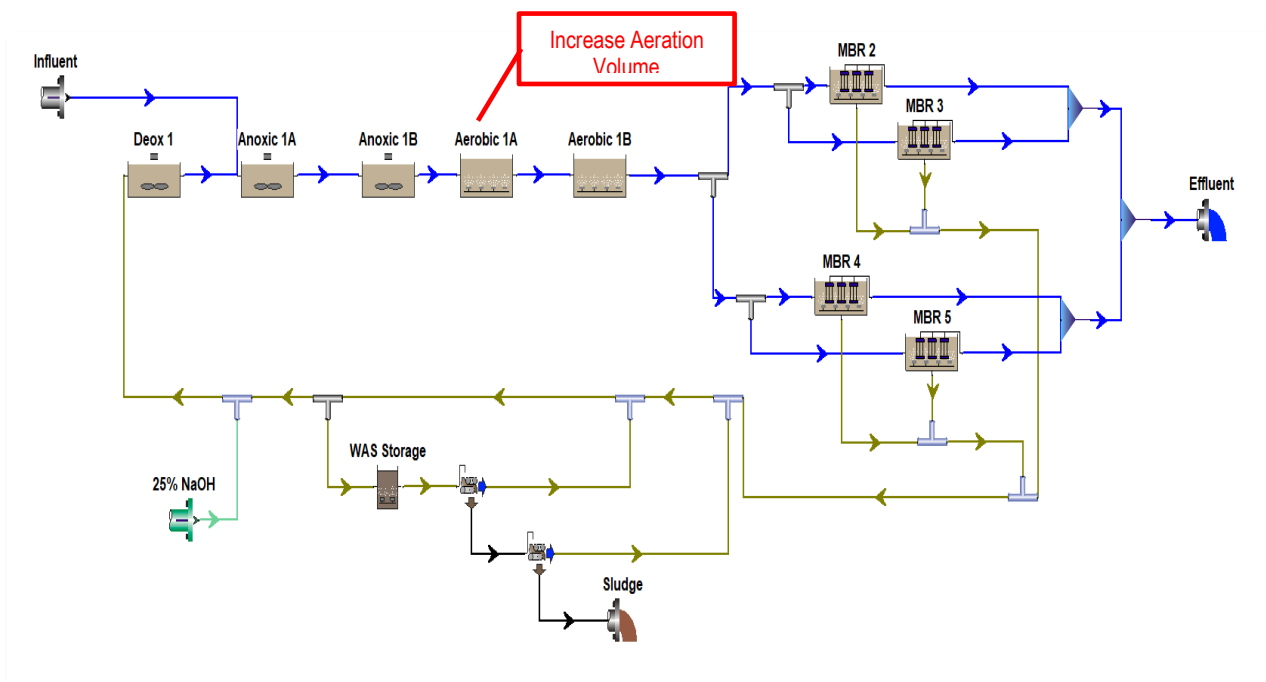 Increase Aeration
Volume
MBR 2
Influent
MBR 3
Deox 1
Anoxic 1A
Anoxic 1B
Aerobic 1A
Aerobic 1B
Effluent
MBR 4
MBR 5
WAS Storage
25% NaOH
Sludge